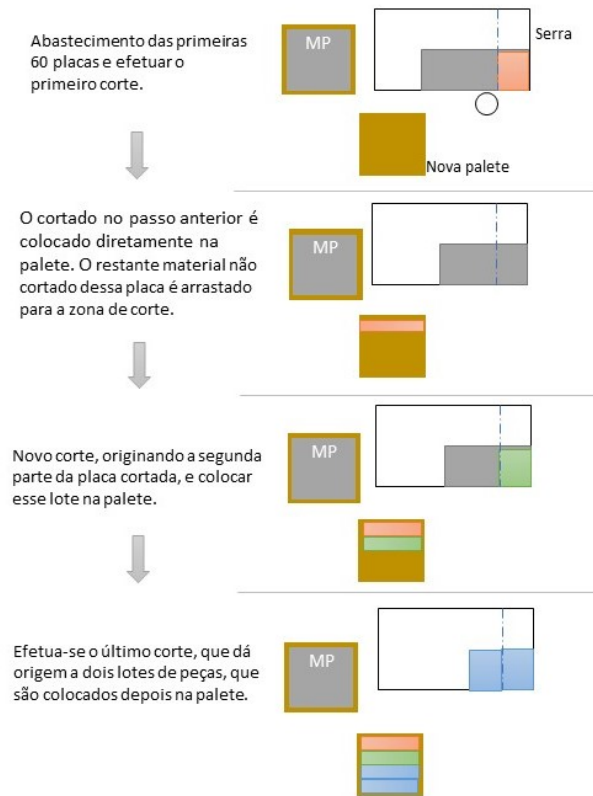 Abastecimento das primeiras
60 placas e efetuar o
primeiro corte.
MP
Serra
Nova palete
O cortado no passo anterior é
colocado diretamente na
palete. O restante material não
cortado dessa placa é arrastado
para a zona de corte.
MP
Novo corte, originando a segunda
parte da placa cortada, e colocar
esse lote na palete.
MP
Efetua-se o último corte, que dá
origem a dois lotes de peças, que
são colocados depois na palete.
MP